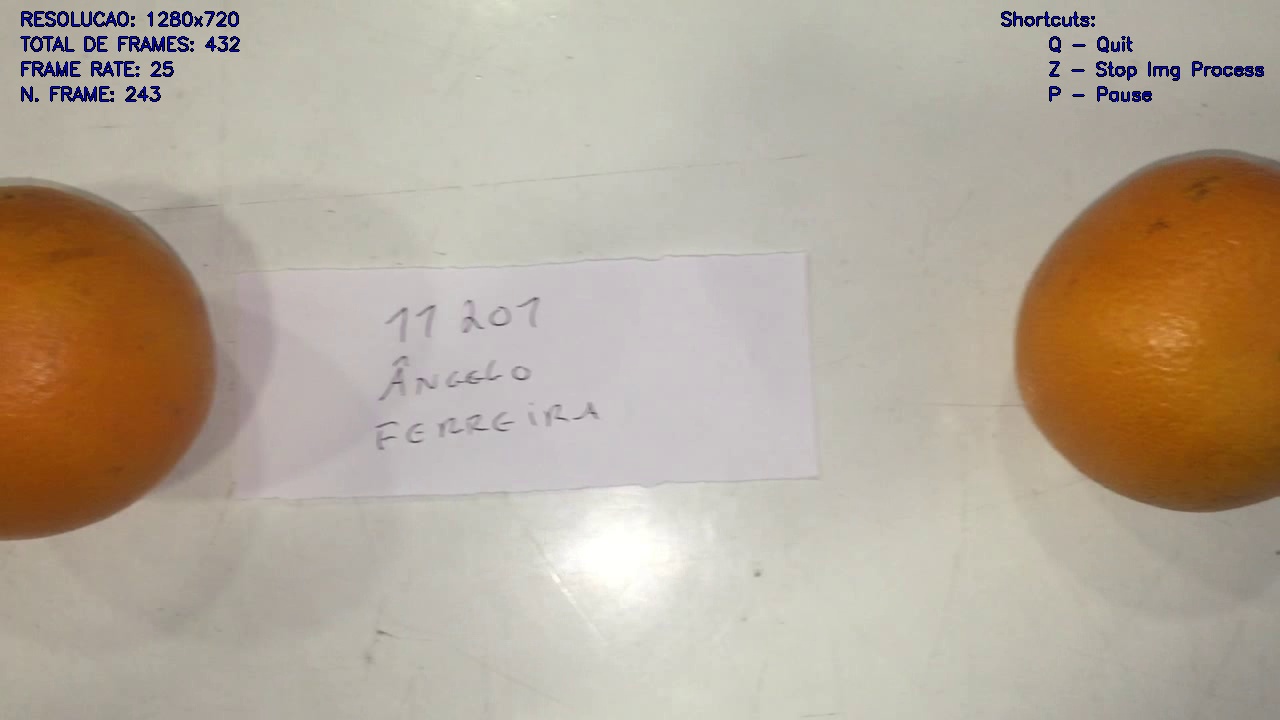 RESOLUCAO: 1280x720
TOTAL DE FRAMES: 432
FRAME RATE: 25
N. FRAME: 243
Shortcuts:
Q - Quit
Z - Stop Img Process
P - Pause
11 201
ÂNGELO
FERREIRA